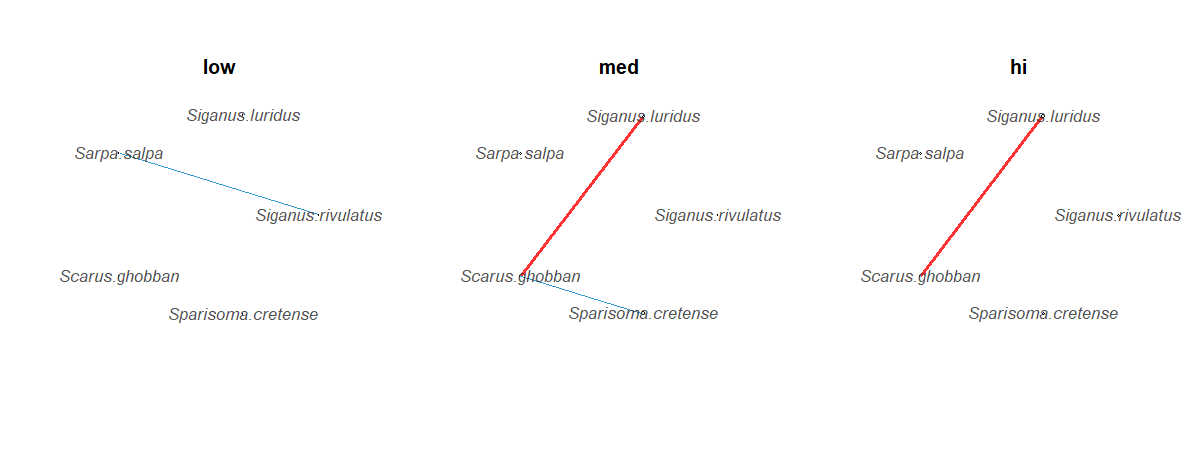 low
Siganus.luridus
Sarpa.salpa
Siganus.rivulatus
Scarus.ghobban
Sparisoma.cretense
med
Siganus.luridus
Sarpa.salpa
Siganus.rivulatus
Scarus.ghobban
Sparisoma.cretense
hi
Siganus.luridus
Sarpa.salpa
Siganus.rivulatus
Scarus.ghobban
Sparisoma.cretense